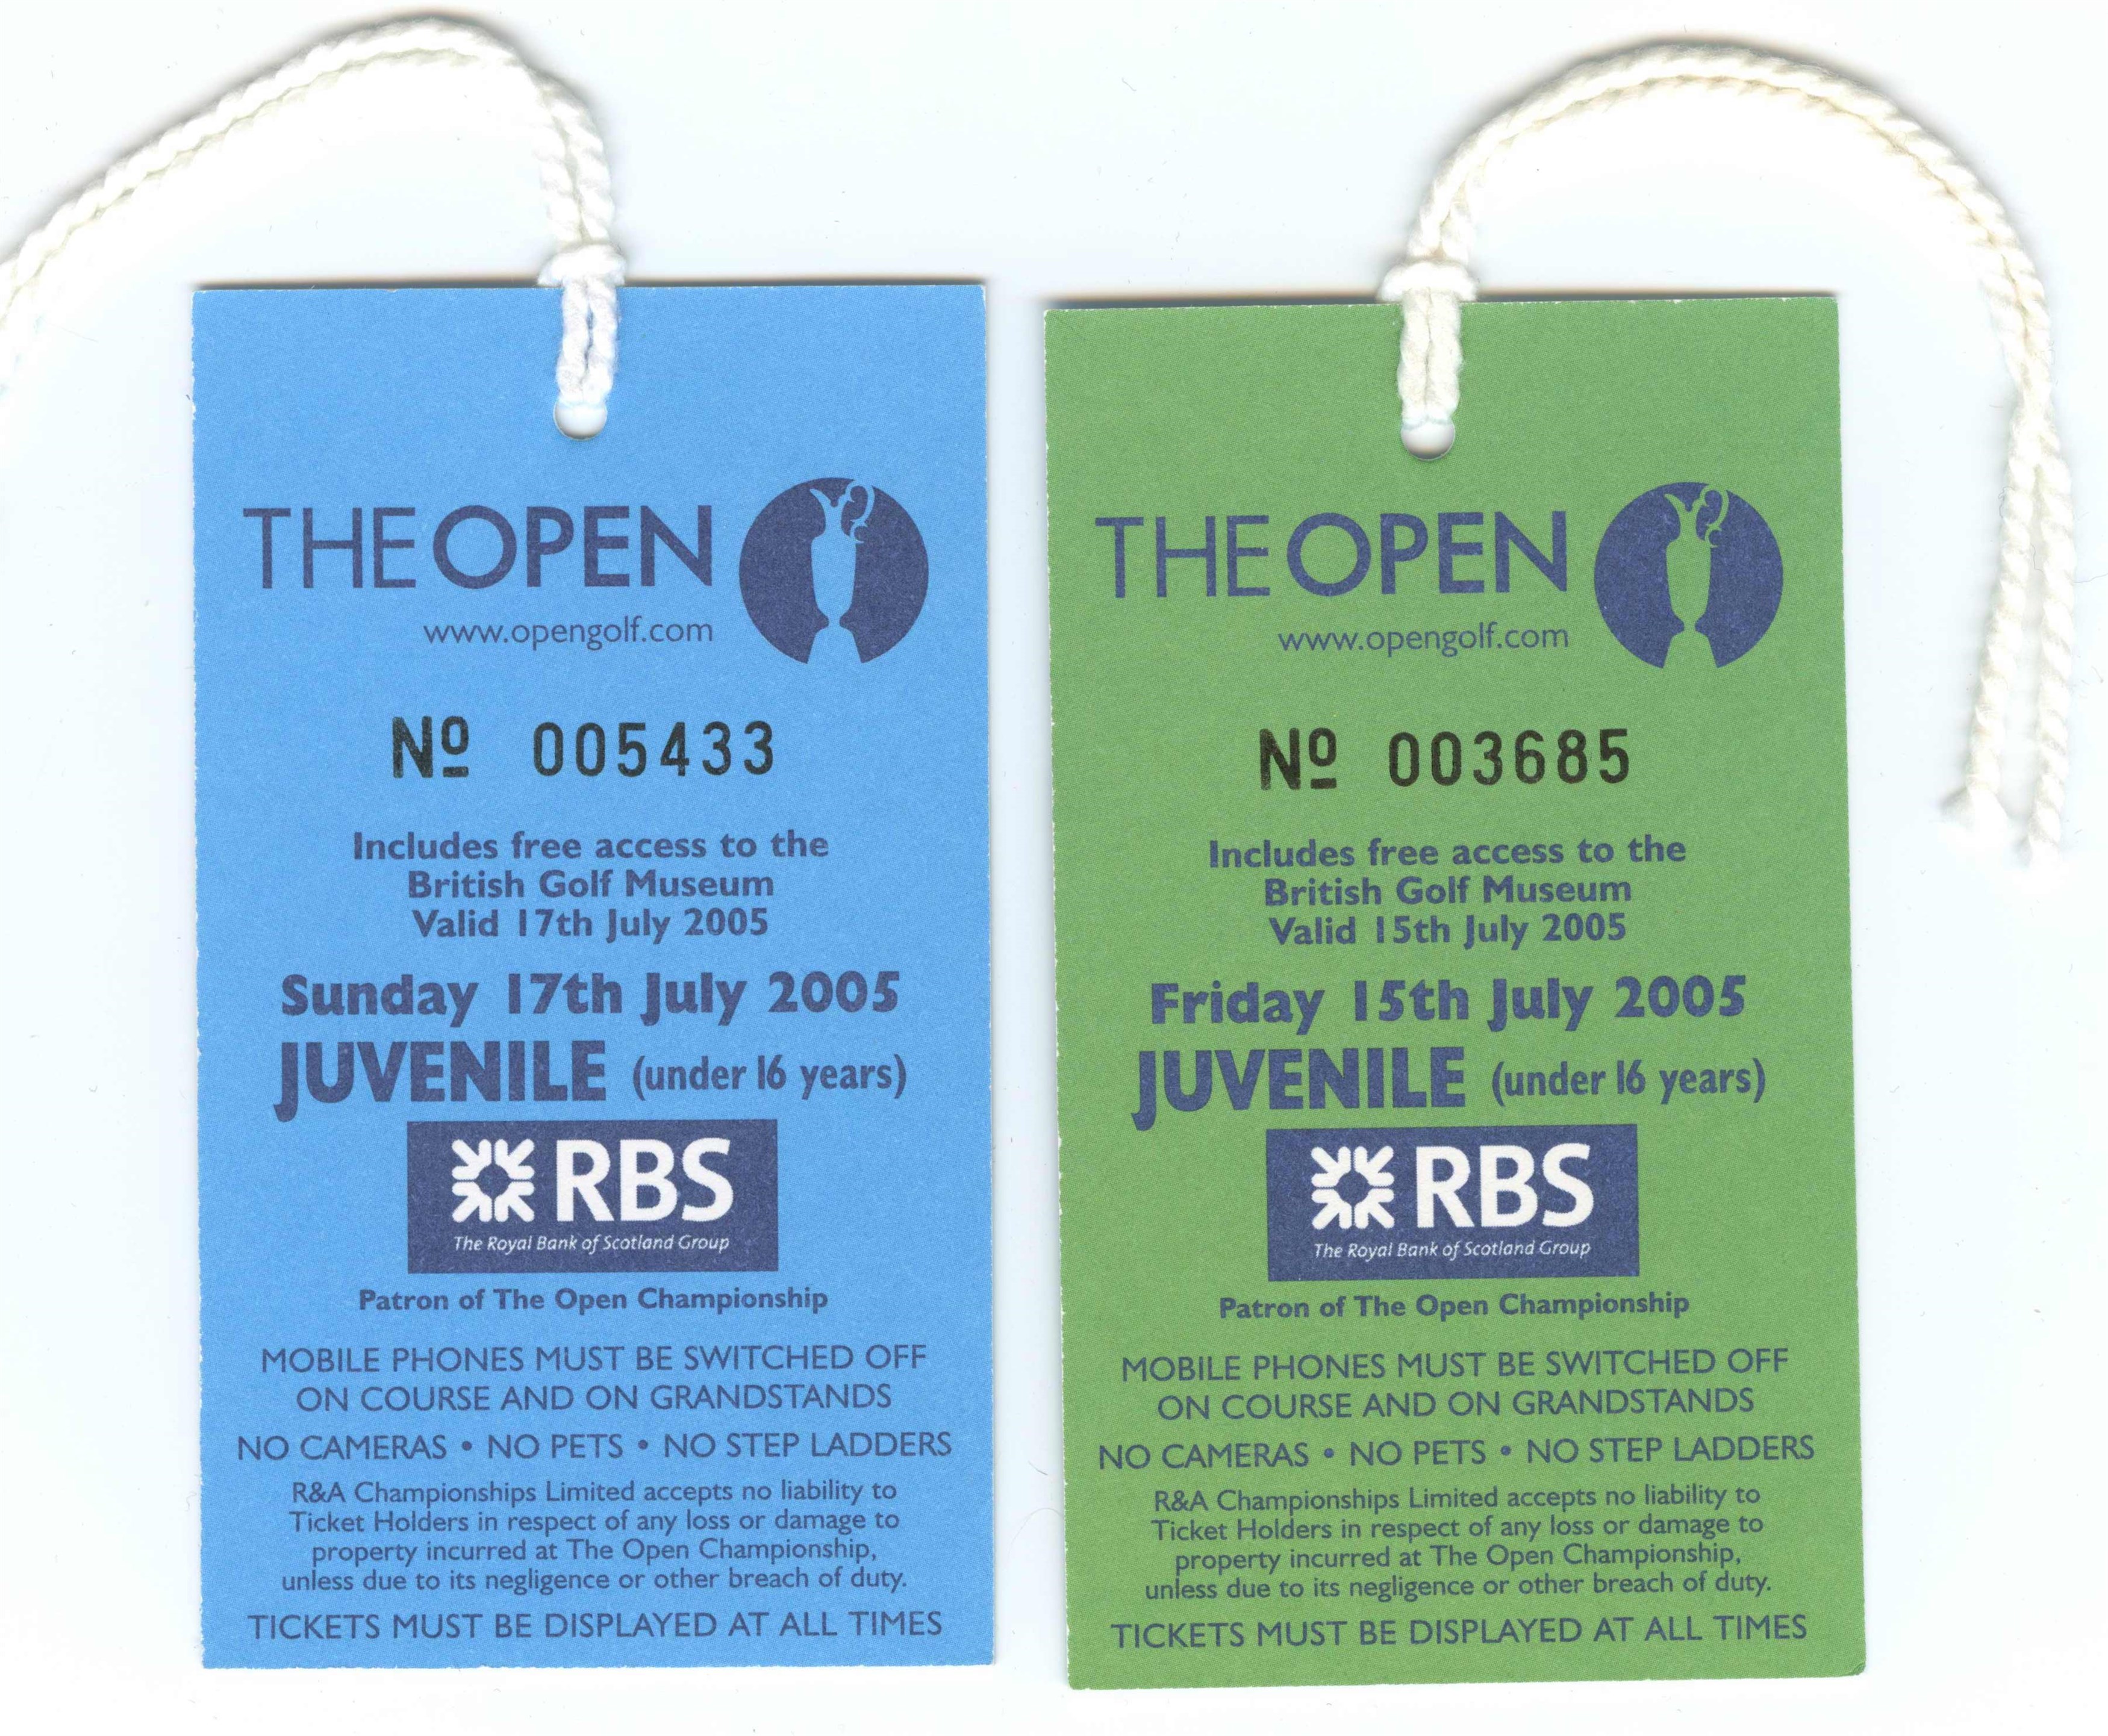 THE OPEN
www.opengolf.com
Nº 005433
Includes free access to the
British Golf Museum
Valid 17th July 2005
Sunday 17th July 2005
JUVENILE (under 16 years)
RBS
The Royal Bank of Scotland Group
Patron of The Open Championship
MOBILE PHONES MUST BE SWITCHED OFF
ON COURSE AND ON GRANDSTANDS
NO CAMERAS • NO PETS • NO STEP LADDERS
R&A Championships Limited accepts no liability to
Ticket Holders in respect of any loss or damage to
property incurred at The Open Championship,
unless due to its negligence or other breach of duty.
TICKETS MUST BE DISPLAYED AT ALL TIMES
THE OPEN
www.opengolf.com
Nº 003685
Includes free access to the
British Golf Museum
Valid 15th July 2005
Friday 15th July 2005
JUVENILE (under 16 years)
RBS
The Royal Bank of Scotland Group
Patron of The Open Championship
MOBILE PHONES MUST BE SWITCHED OFF
ON COURSE AND ON GRANDSTANDS
NO CAMERAS • NO PETS • NO STEP LADDERS
R&A Championships Limited accepts no liability to
Ticket Holders in respect of any loss or damage to
property incurred at The Open Championship,
unless due to its negligence or other breach of duty.
TICKETS MUST BE DISPLAYED AT ALL TIMES